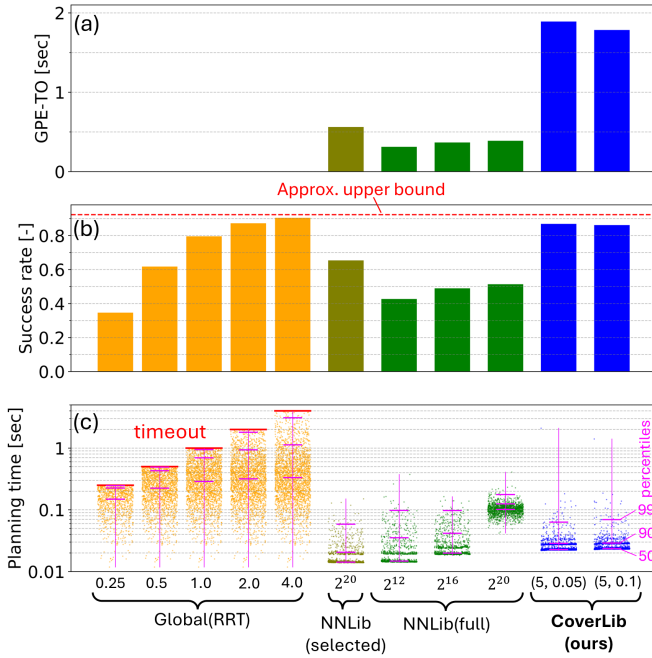 (a)
GPE-TO [sec]
2
1
0
Approx. upper bound
(b)
Success rate [-]
0.8
0.6
0.4
0.2
0.0
(c)
Planning time [sec]
timeout
percentiles
99
90
50
1
0.1
0.01
0.25 0.5 1.0 2.0 4.0 2^20 2^12 2^16 2^20 (5, 0.05) (5, 0.1)
Global(RRT) NNLib NNLib(full) CoverLib
(selected) (ours)